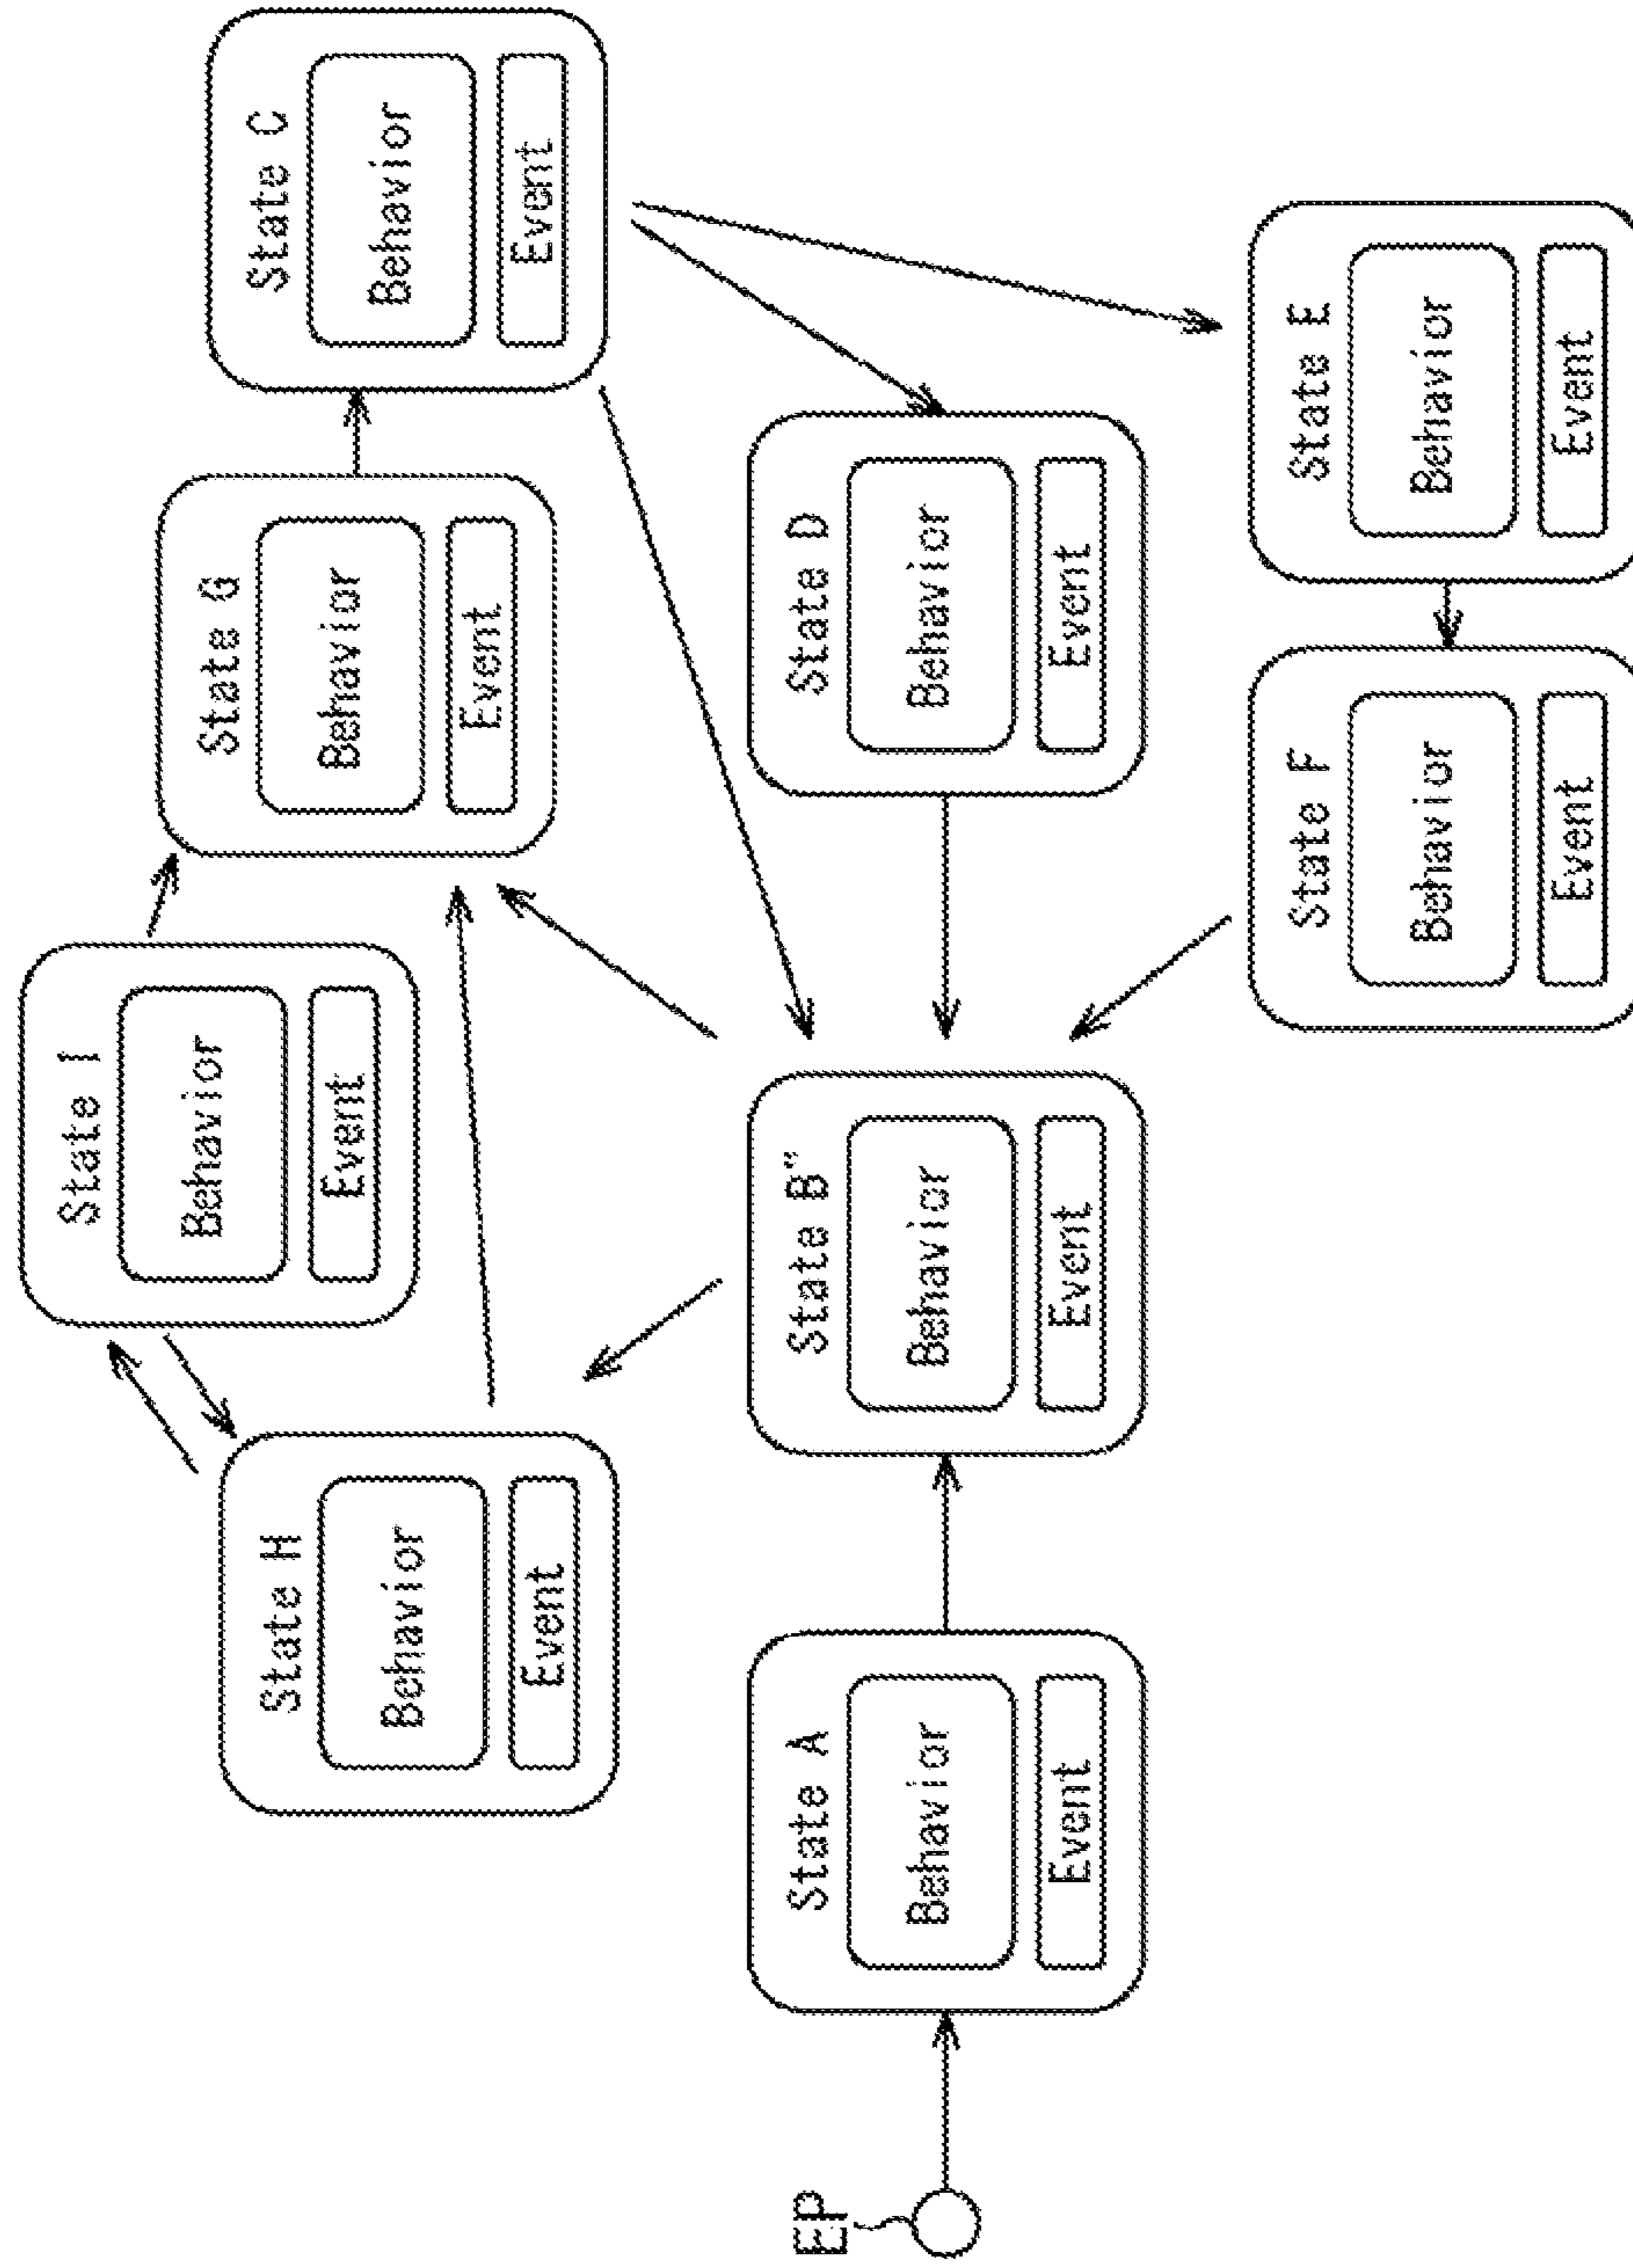 State I
Behavior
Event
State H
Behavior
Event
State G
Behavior
Event
State C
Behavior
Event
EP
State A
Behavior
Event
State B"
Behavior
Event
State D
Behavior
Event
State F
Behavior
Event
State E
Behavior
Event